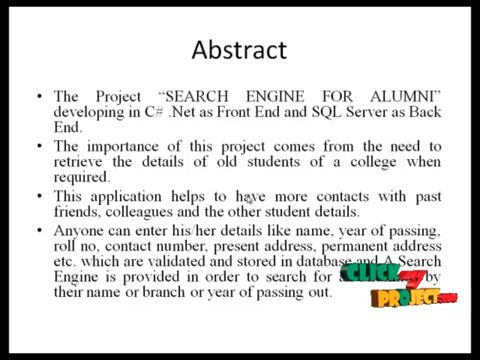 Abstract
• The Project “SEARCH ENGINE FOR ALUMNI”
developing in C# .Net as Front End and SQL Server as Back
End.
• The importance of this project comes from the need to
retrieve the details of old students of a college when
required.
• This application helps to have more contacts with past
friends, colleagues and the other student details.
• Anyone can enter his/her details like name, year of passing,
roll no, contact number, present address, permanent address
etc. which are validated and stored in database and A Search
Engine is provided in order to search for by
their name or branch or year of passing out.
CLICK
PROJECT.com